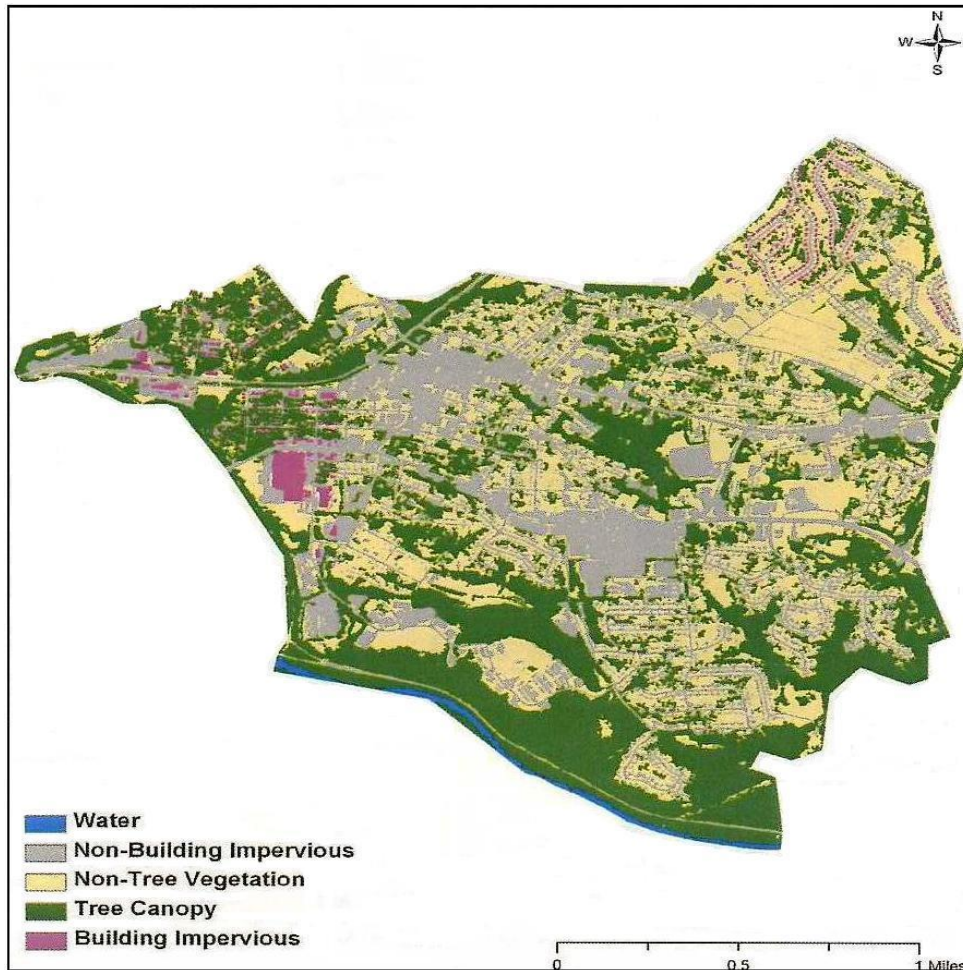 N
W
S
Water
Non-Building Impervious
Non-Tree Vegetation
Tree Canopy
Building Impervious
0 0.5 1 Miles